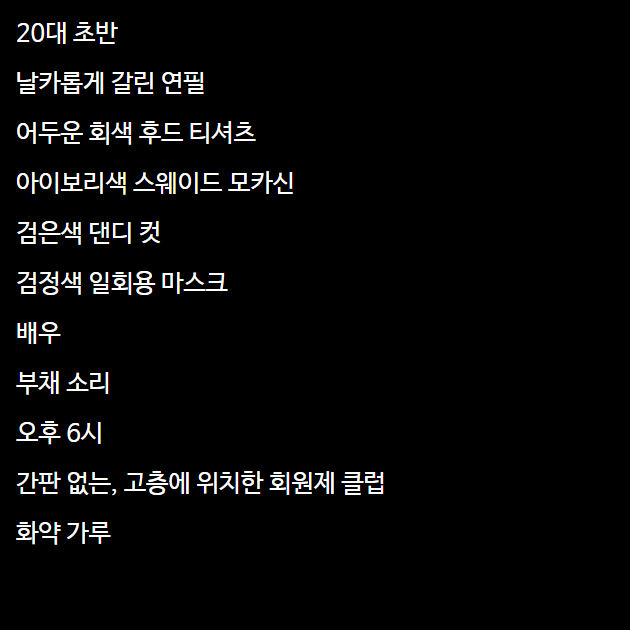 20대 초반
날카롭게 갈린 연필
어두운 회색 후드 티셔츠
아이보리색 스웨이드 모카신
검은색 댄디 컷
검정색 일회용 마스크
배우
부채 소리
오후 6시
간판 없는, 고층에 위치한 회원제 클럽
화약 가루